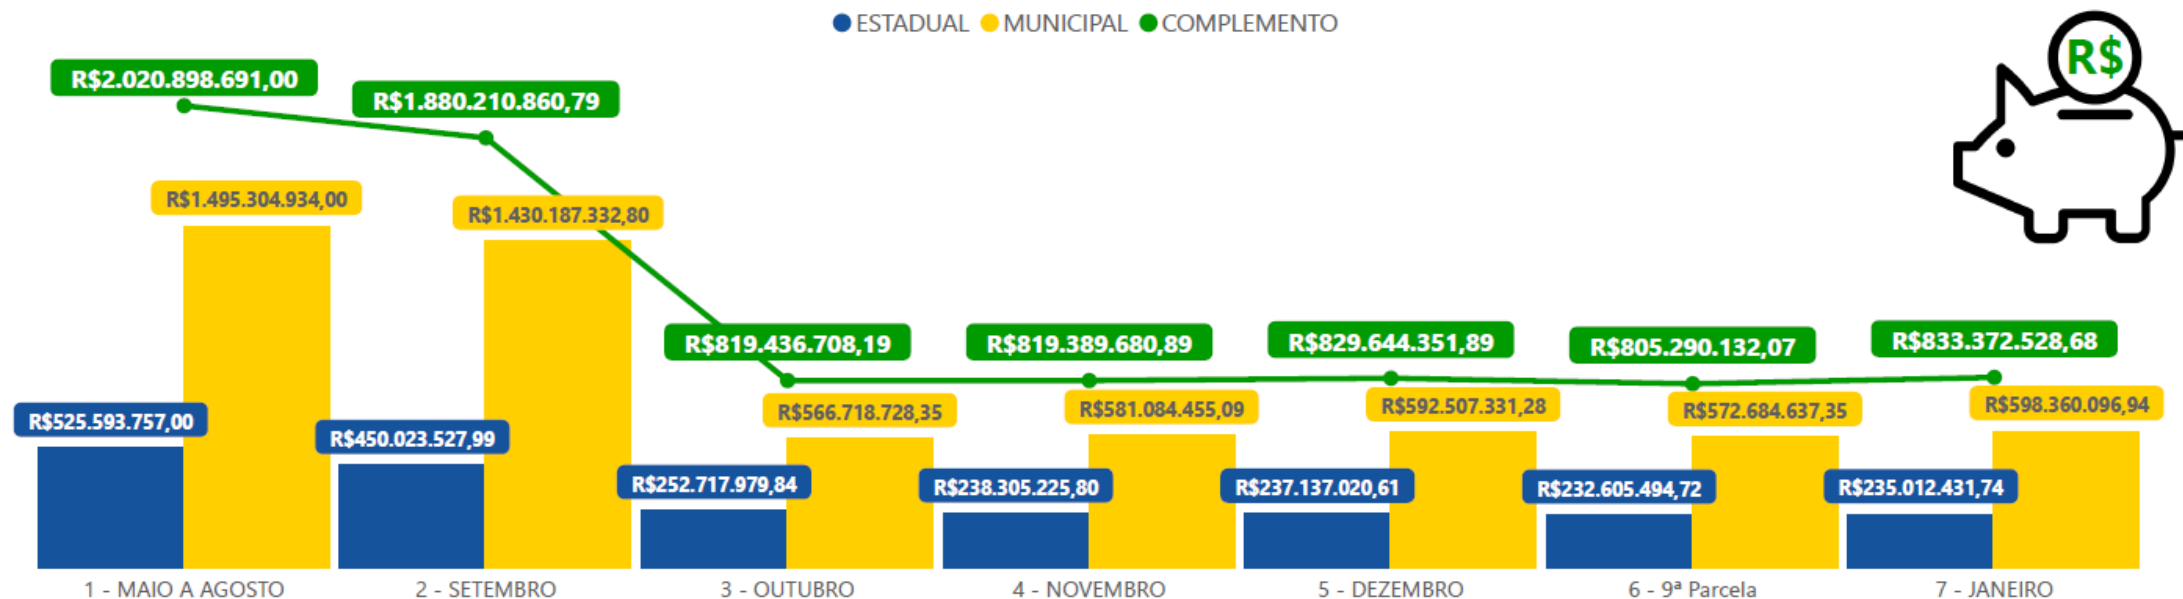 ESTADUAL MUNICIPAL COMPLEMENTO
R$
R$2.020.898.691,00
R$1.880.210.860,79
R$1.495.304.934,00
R$1.430.187.332,80
R$819.436.708,19
R$819.389.680,89
R$829.644.351,89
R$805.290.132,07
R$833.372.528,68
R$566.718.728,35
R$581.084.455,09
R$592.507.331,28
R$572.684.637,35
R$598.360.096,94
R$525.593.757,00
R$450.023.527,99
R$252.717.979,84
R$238.305.225,80
R$237.137.020,61
R$232.605.494,72
R$235.012.431,74
1 - MAIO A AGOSTO
2 - SETEMBRO
3 - OUTUBRO
4 - NOVEMBRO
5 - DEZEMBRO
6 - 9ª Parcela
7 - JANEIRO